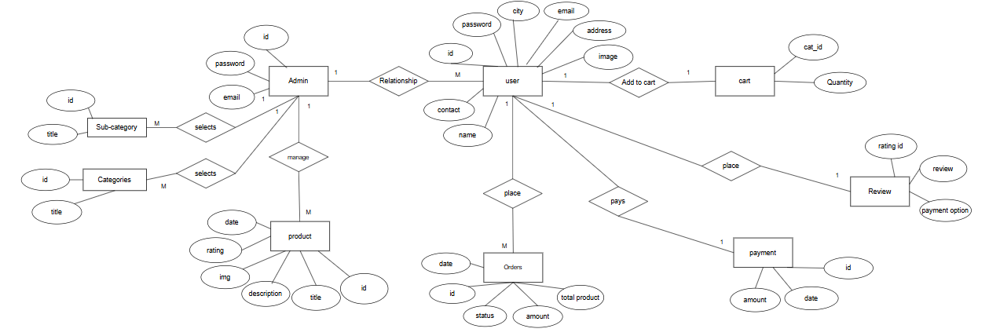 city
email
password
address
id
id
image
password
Admin
1
Relationship
M
user
1
Add to cart
1
cart
cat_id
Quantity
email
1
1
1
id
contact
name
1
1
Sub-category
M
selects
title
manage
Categories
M
selects
id
title
place
1
Review
rating id
review
payment option
place
pays
M
date
rating
product
img
description
title
id
M
Orders
date
id
status
amount
total product
1
payment
id
amount
date